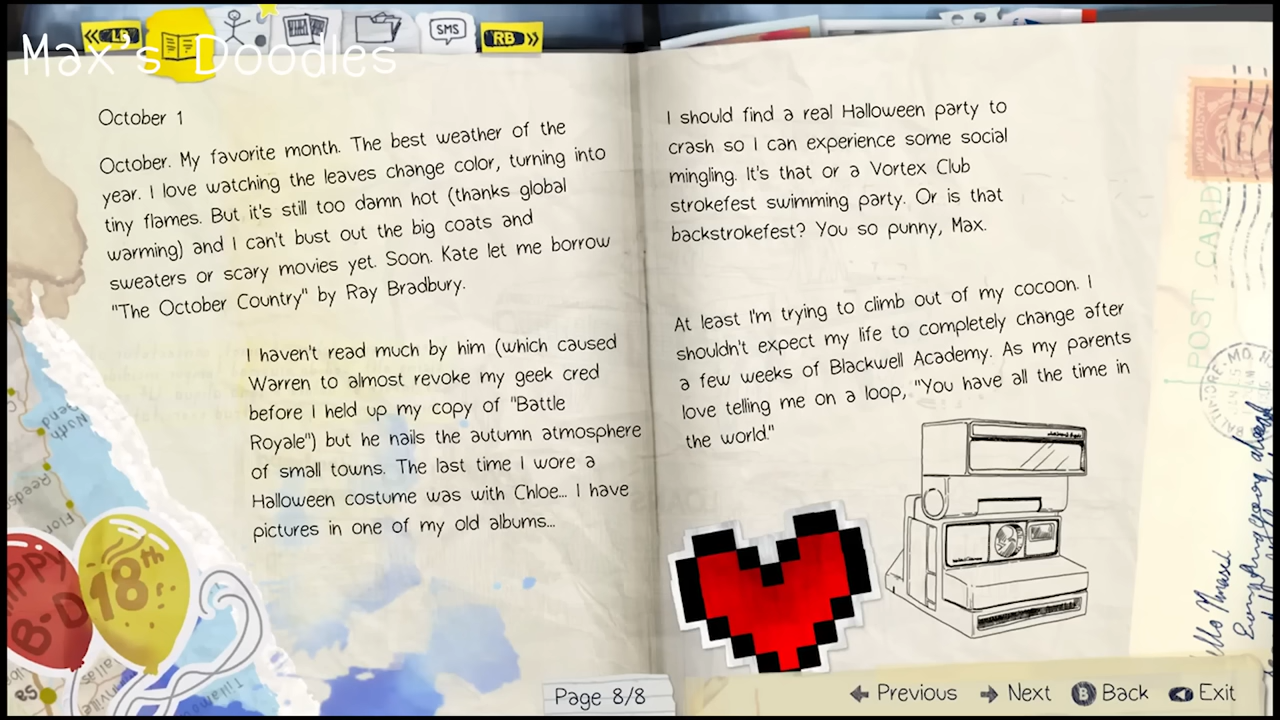 LB
SMS
RB
Max's Doodles
October 1
October. My favorite month. The best weather of the
year. I love watching the leaves change color, turning into
tiny flames. But it's still too damn hot (thanks global
warming) and I can't bust out the big coats and
sweaters or scary movies yet. Soon. Kate let me borrow
"The October Country" by Ray Bradbury.
I haven't read much by him (which caused
Warren to almost revoke my geek cred
before I held up my copy of "Battle
Royale") but he nails the autumn atmosphere
of small towns. The last time I wore a
Halloween costume was with Chloe... I have
pictures in one of my old albums...
HAPPY
B-D
18th
I should find a real Halloween party to
crash so I can experience some social
mingling. It's that or a Vortex Club
strokefest swimming party. Or is that
backstrokefest? You so punny, Max.
At least I'm trying to climb out of my cocoon. I
shouldn't expect my life to completely change after
a few weeks of Blackwell Academy. As my parents
love telling me on a loop, "You have all the time in
the world."
POST CARD
Page 8/8
Previous
Next
B Back
Exit